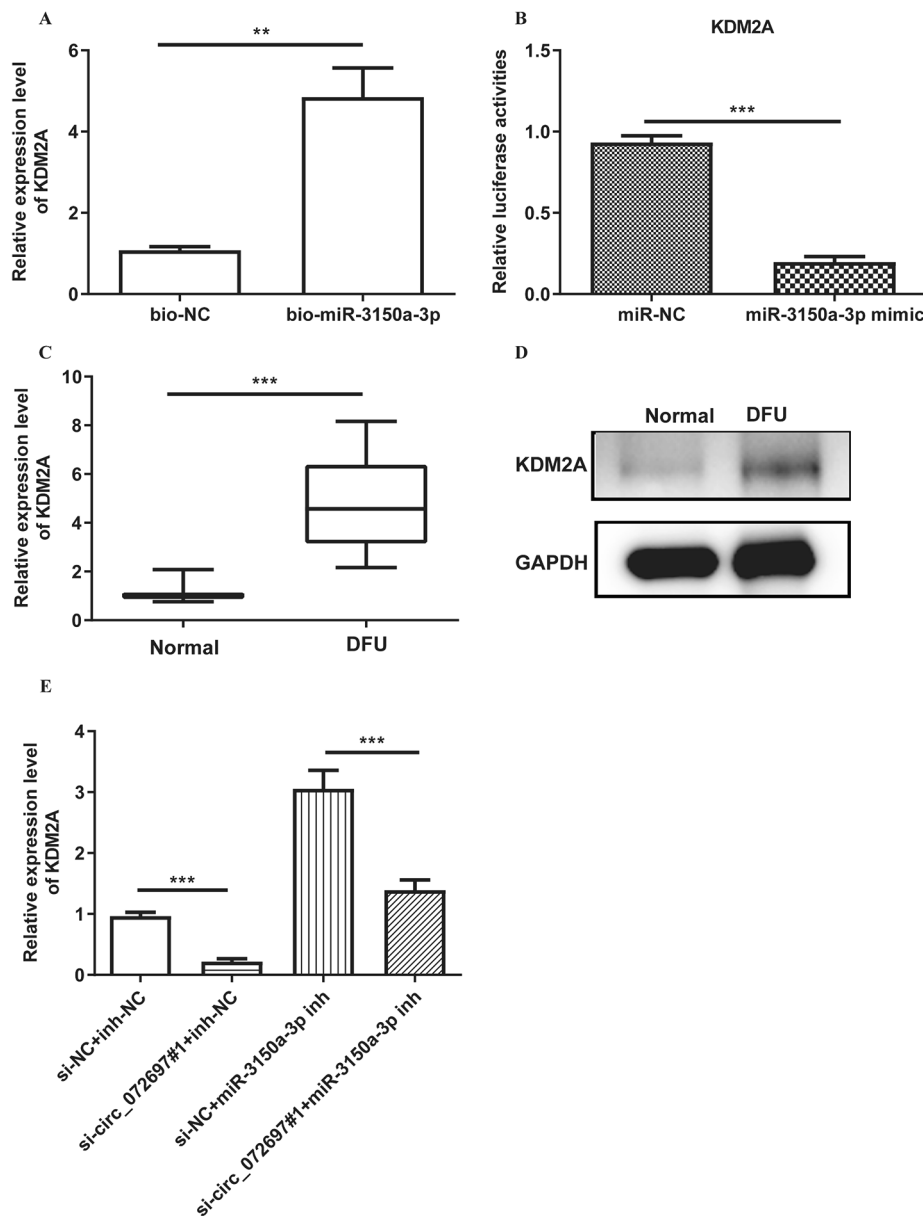 A
Relative expression level
of KDM2A
6
4
2
0
**
bio-NC
bio-miR-3150a-3p
B
KDM2A
Relative luciferase activities
1.5
1.0
0.5
0.0
***
miR-NC
miR-3150a-3p mimic
C
Relative expression level
of KDM2A
10
8
6
4
2
0
***
Normal
DFU
D
Normal
DFU
KDM2A
GAPDH
E
Relative expression level
of KDM2A
4
3
2
1
0
***
***
si-NC+inh-NC
si-circ_072697#1+inh-NC
si-NC+miR-3150a-3p inh
si-circ_072697#1+miR-3150a-3p inh